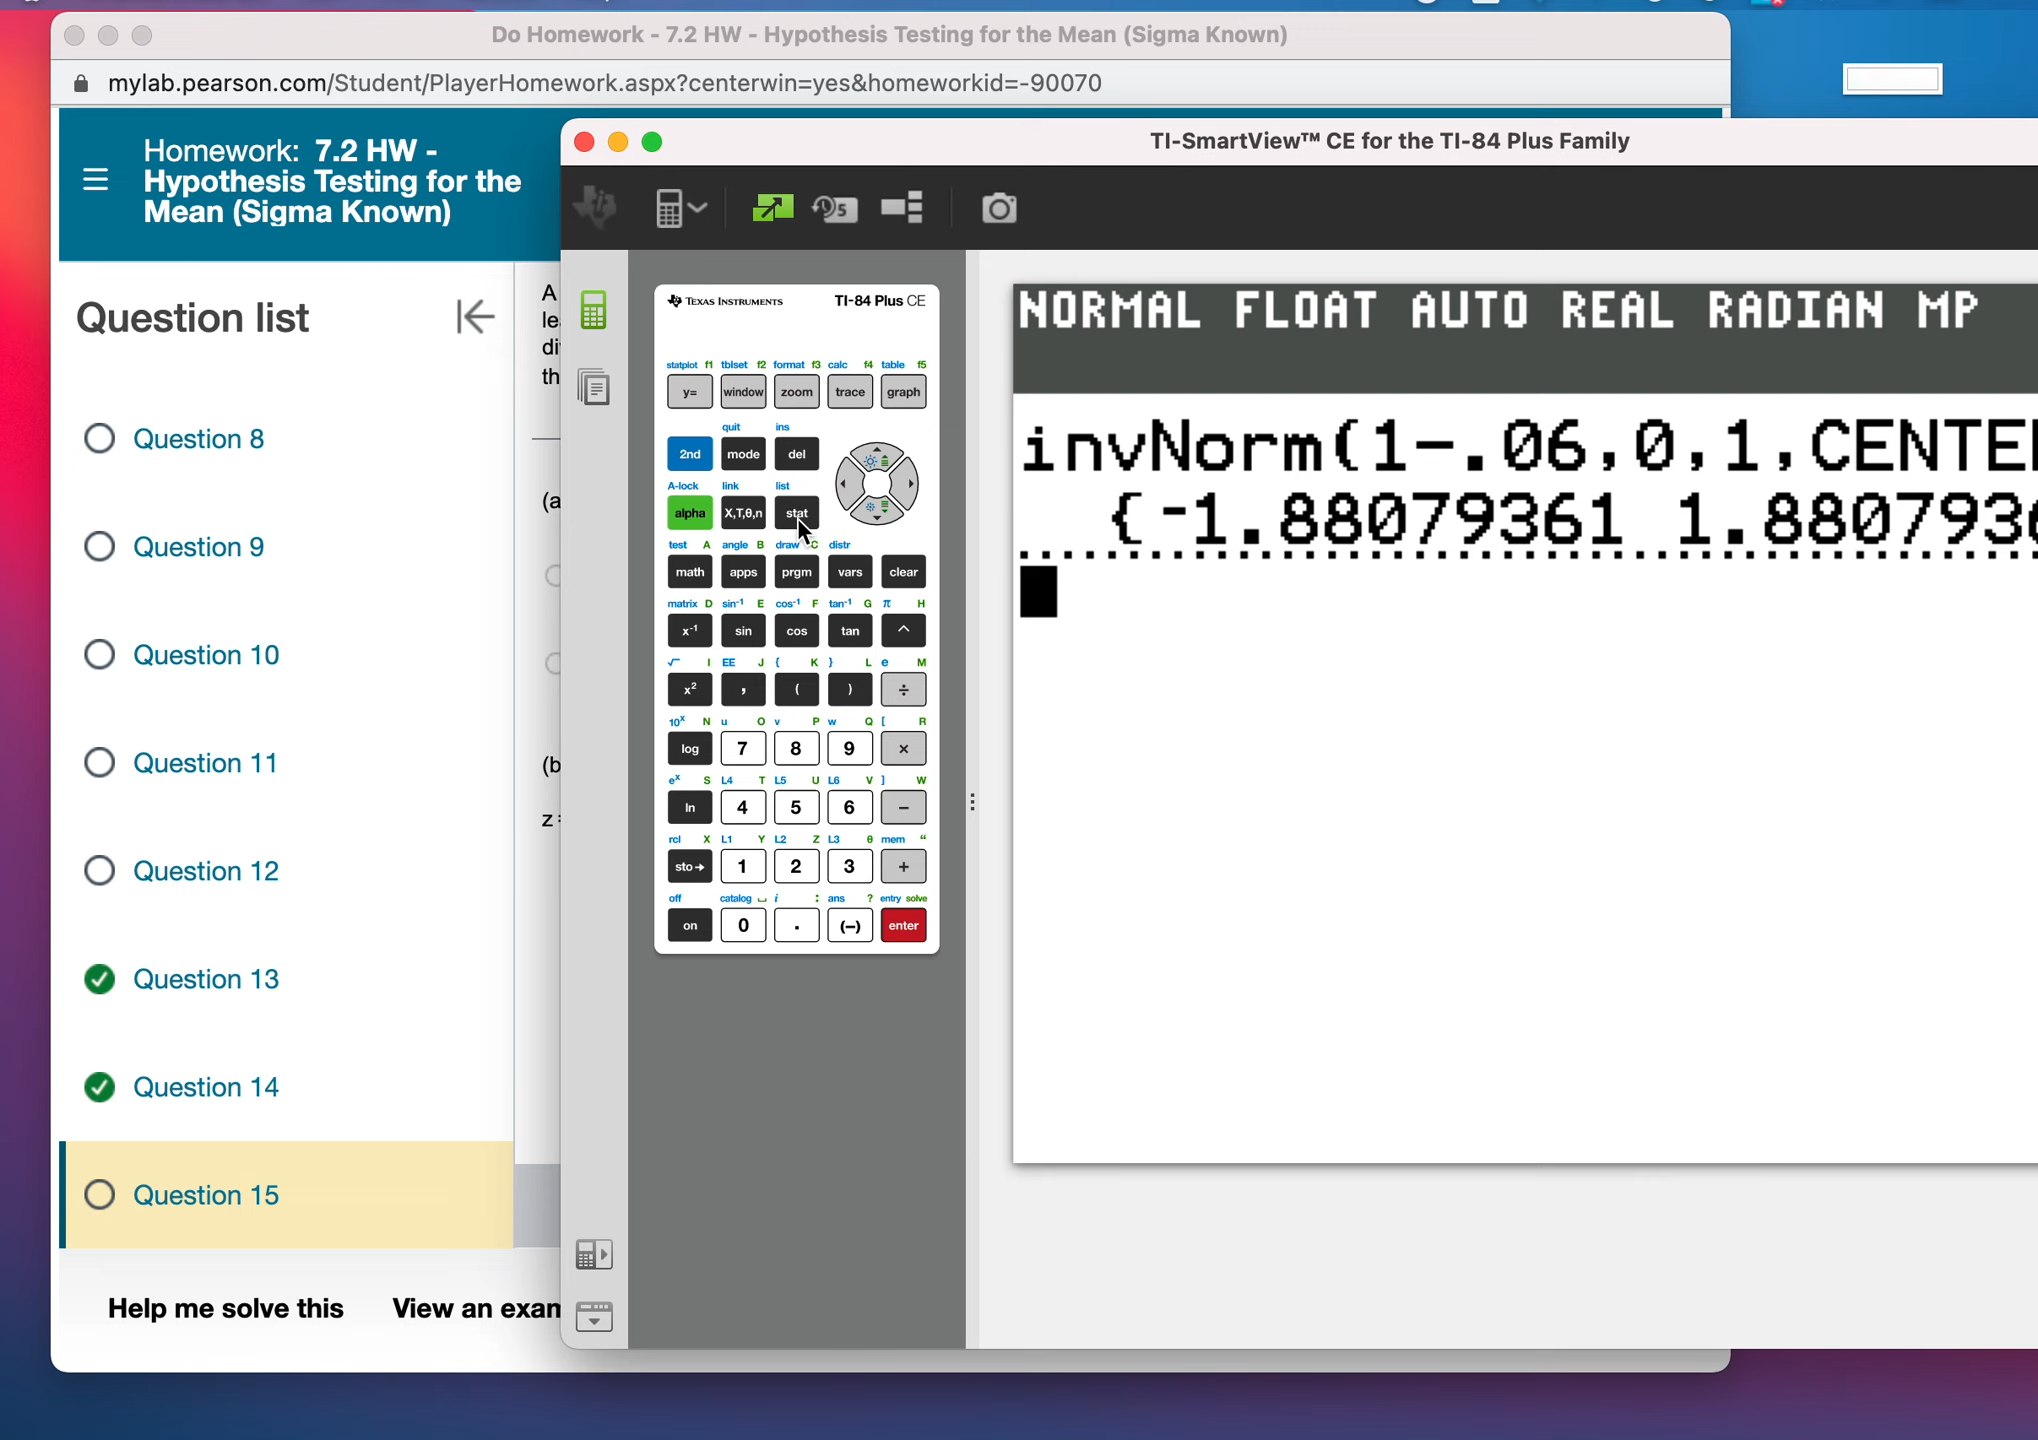 Do Homework - 7.2 HW - Hypothesis Testing for the Mean (Sigma Known)
mylab.pearson.com/Student/PlayerHomework.aspx?centerwin=yes&homeworkid=-90070
Homework: 7.2 HW -
Hypothesis Testing for the
Mean (Sigma Known)
TI-SmartView™ CE for the TI-84 Plus Family
Question list
A
le
di
th
Question 8
(a
Question 9
Question 10
Question 11
(b
z
Question 12
Question 13
Question 14
Question 15
Help me solve this View an exam
5
TEXAS INSTRUMENTS TI-84 Plus CE
statplot f1 tblset f2 format f3 calc f4 table f5
y= window zoom trace graph
quit ins
2nd mode del
A-lock link list
alpha X,T,θ,n stat
test A angle B draw C distr
math apps prgm vars clear
matrix D sin⁻¹ E cos⁻¹ F tan⁻¹ G π H
x⁻¹ sin cos tan ^
√ I EE J { K } L e M
x² , ( ) ÷
10ˣ N u O v P w Q [ R
log 7 8 9 ×
eˣ S L4 T L5 U L6 V ] W
ln 4 5 6 −
rcl X L1 Y L2 Z L3 θ mem “
sto→ 1 2 3 +
off catalog ⎵ i : ans ? entry solve
on 0 . (−) enter
NORMAL FLOAT AUTO REAL RADIAN MP
invNorm(1-.06,0,1,CENTE
{-1.88079361 1.8807936